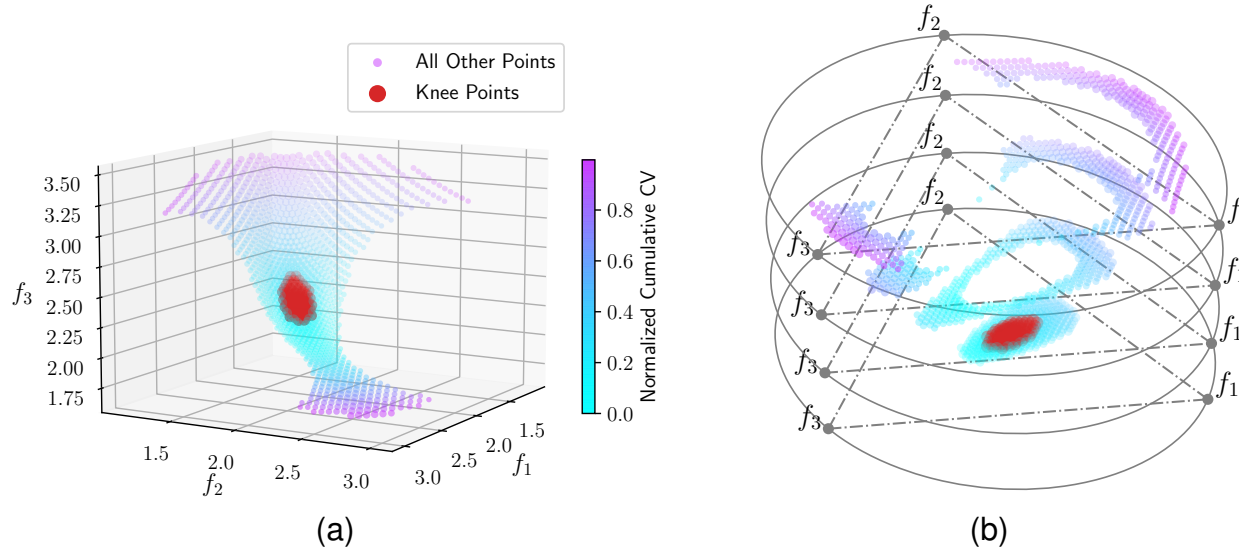 All Other Points
Knee Points
3.50
3.25
3.00
2.75
2.50
2.25
2.00
1.75
f3
1.5
2.0
2.5
3.0
f2
3.0
2.5
2.0
1.5
f1
0.8
0.6
0.4
0.2
0.0
Normalized Cumulative CV
(a)
f2
f2
f2
f2
f
f3
f1
f3
f1
f3
f1
f3
(b)